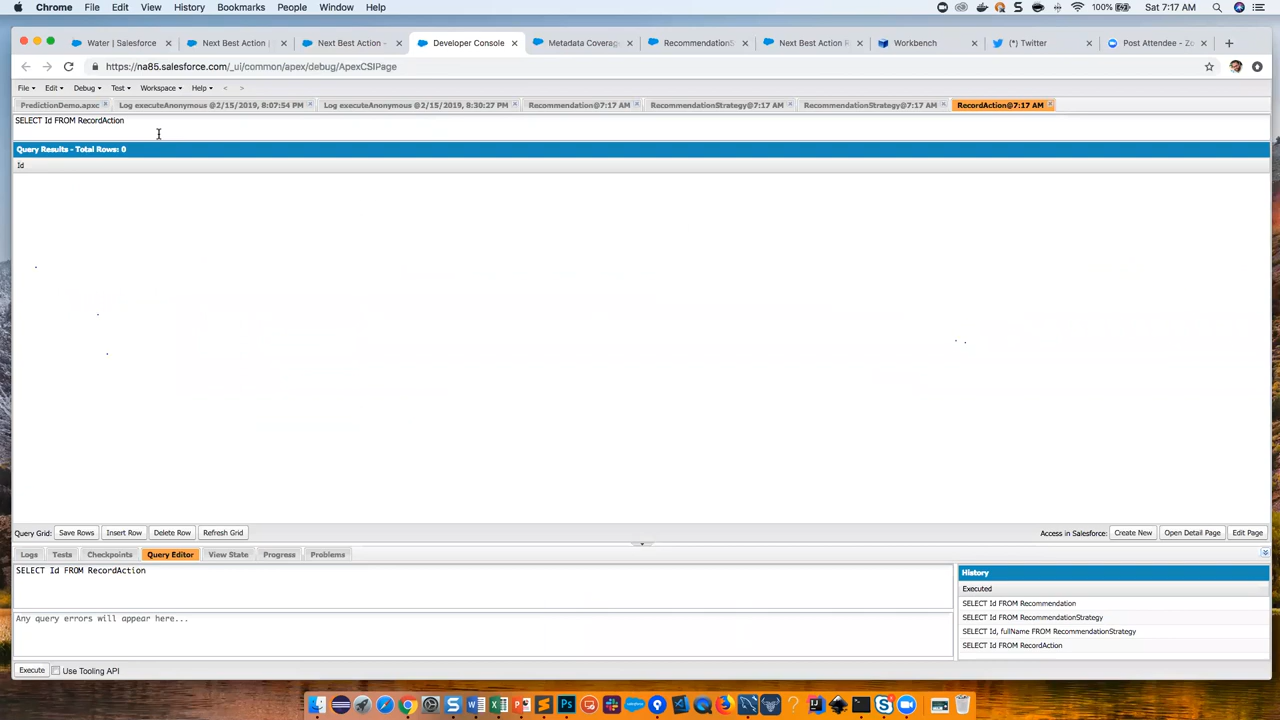 Chrome File Edit View History Bookmarks People Window Help 100% Sat 7:17 AM
Water | Salesforce
Next Best Action |
Next Best Action -
Developer Console
Metadata Coverag
RecommendationS
Next Best Action R
Workbench
(*) Twitter
Post Attendee - Zo
https://na85.salesforce.com/_ui/common/apex/debug/ApexCSIPage
File Edit Debug Test Workspace Help < >
PredictionDemo.apxc
Log executeAnonymous @2/15/2019, 8:07:54 PM
Log executeAnonymous @2/15/2019, 8:30:27 PM
Recommendation@7:17 AM
RecommendationStrategy@7:17 AM
RecommendationStrategy@7:17 AM
RecordAction@7:17 AM
SELECT Id FROM RecordAction
Query Results - Total Rows: 0
Id
Query Grid: Save Rows Insert Row Delete Row Refresh Grid
Access in Salesforce: Create New Open Detail Page Edit Page
Logs Tests Checkpoints Query Editor View State Progress Problems
SELECT Id FROM RecordAction
Any query errors will appear here...
History
Executed
SELECT Id FROM Recommendation
SELECT Id FROM RecommendationStrategy
SELECT Id, fullName FROM RecommendationStrategy
SELECT Id FROM RecordAction
Execute Use Tooling API